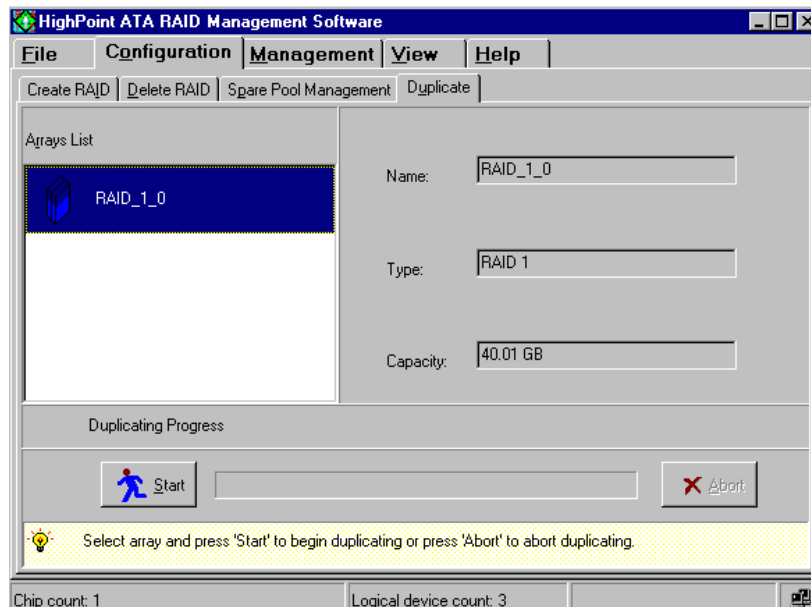 HighPoint ATA RAID Management Software
File Configuration Management View Help
Create RAID Delete RAID Spare Pool Management Duplicate
Arrays List
RAID_1_0
Name: RAID_1_0
Type: RAID 1
Capacity: 40.01 GB
Duplicating Progress
Start Abort
Select array and press 'Start' to begin duplicating or press 'Abort' to abort duplicating.
Chip count: 1 Logical device count: 3